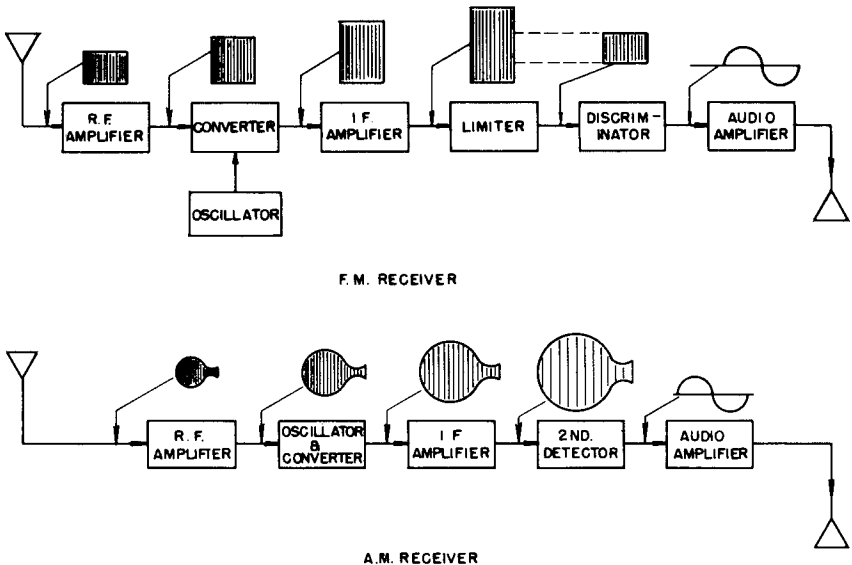 R.F.
AMPLIFIER
CONVERTER
I F.
AMPLIFIER
LIMITER
DISCRIM-
INATOR
AUDIO
AMPLIFIER
OSCILLATOR
F.M. RECEIVER
R.F.
AMPLIFIER
OSCILLATOR
&
CONVERTER
I F
AMPLIFIER
2ND.
DETECTOR
AUDIO
AMPLIFIER
A.M. RECEIVER